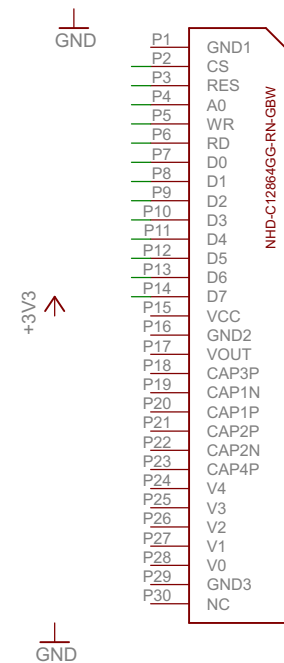 GND
P1 GND1
P2 CS
P3 RES
P4 A0
P5 WR
P6 RD
P7 D0
P8 D1
P9 D2
P10 D3
P11 D4
P12 D5
P13 D6
P14 D7
P15 VCC
P16 GND2
P17 VOUT
P18 CAP3P
P19 CAP1N
P20 CAP1P
P21 CAP2P
P22 CAP2N
P23 CAP4P
P24 V4
P25 V3
P26 V2
P27 V1
P28 V0
P29 GND3
P30 NC
NHD-C12864GG-RN-GBW
+3V3
GND